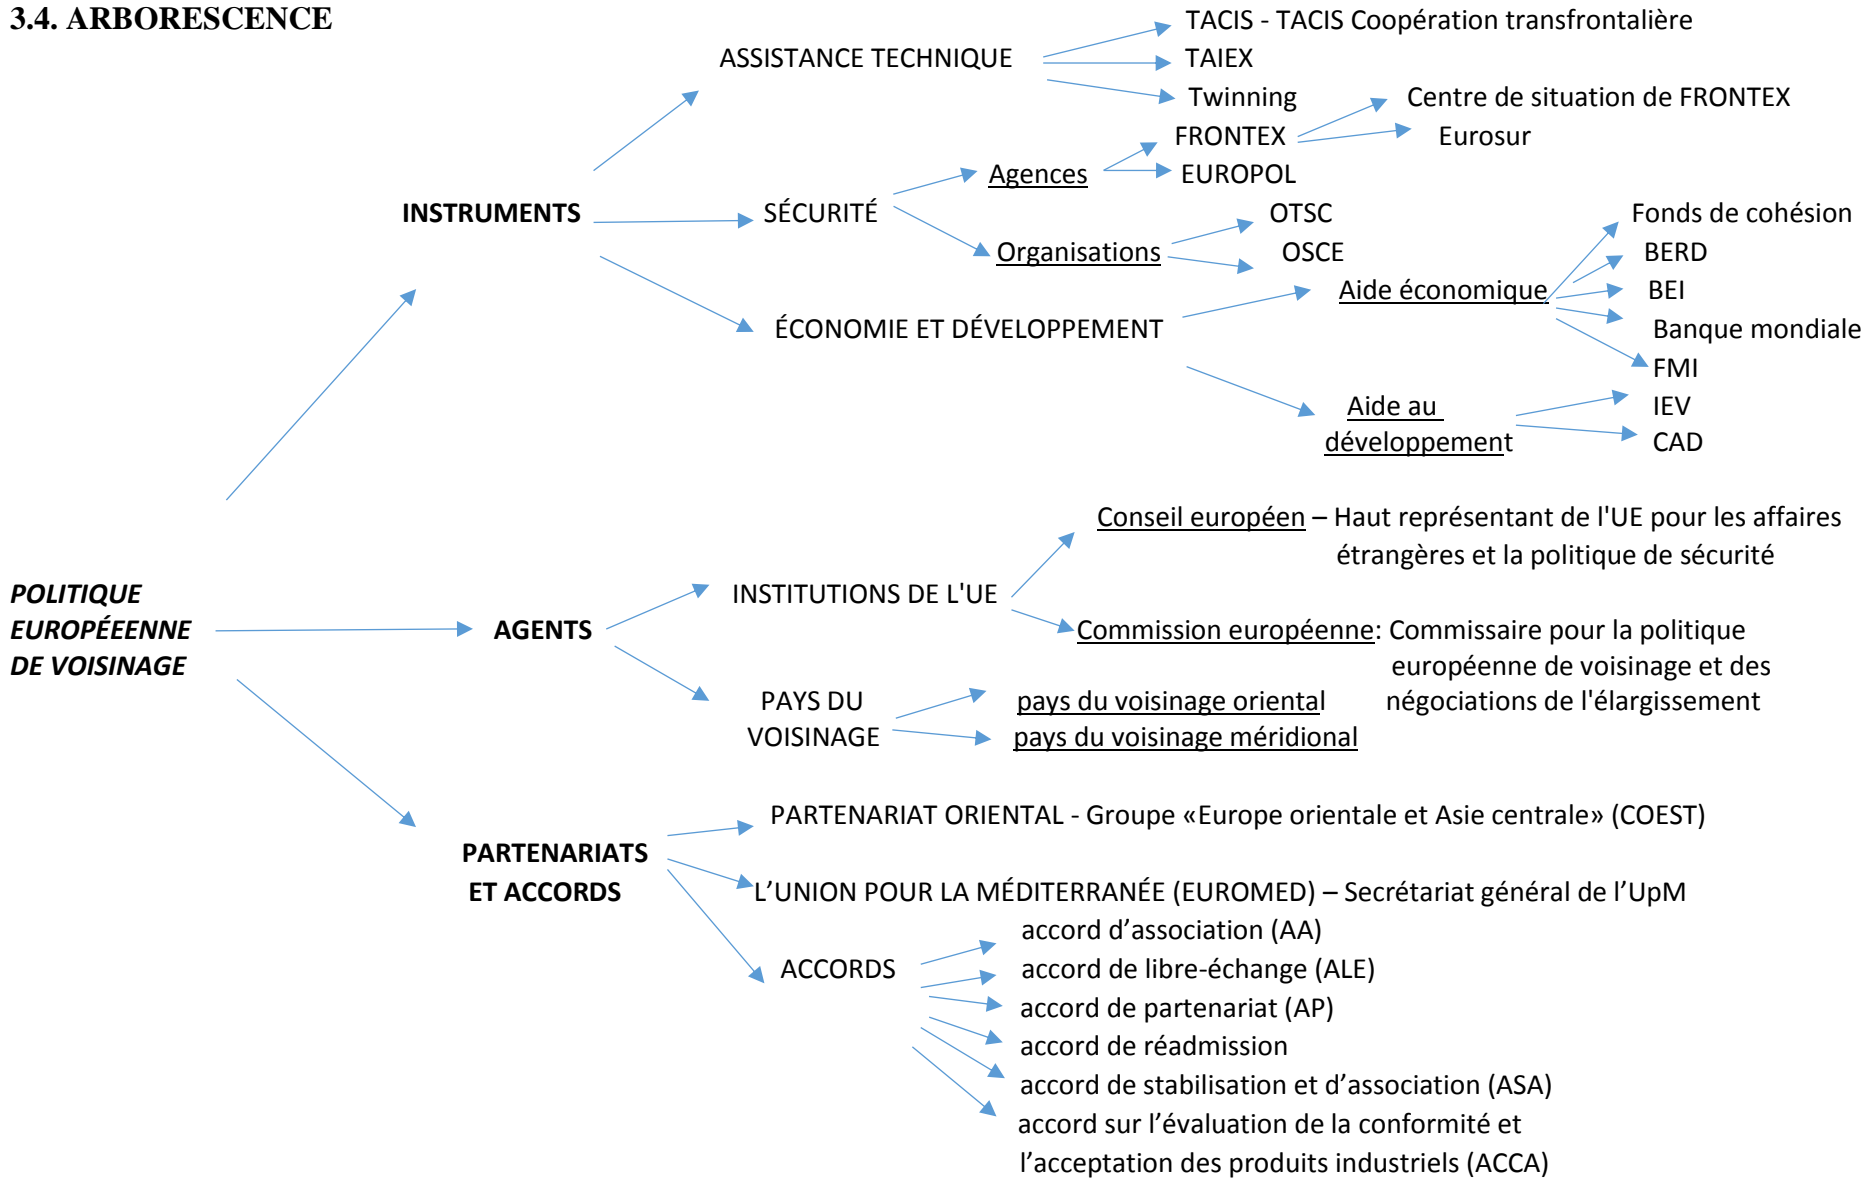 3.4. ARBORESCENCE
TACIS - TACIS Coopération transfrontalière
ASSISTANCE TECHNIQUE
TAIEX
Twinning
Centre de situation de FRONTEX
FRONTEX
Eurosur
Agences
EUROPOL
INSTRUMENTS
SÉCURITÉ
OTSC
Fonds de cohésion
Organisations
OSCE
BERD
Aide économique
BEI
ÉCONOMIE ET DÉVELOPPEMENT
Banque mondiale
FMI
Aide au
développement
IEV
CAD
Conseil européen – Haut représentant de l'UE pour les affaires
étrangères et la politique de sécurité
POLITIQUE
EUROPÉEENNE
DE VOISINAGE
AGENTS
INSTITUTIONS DE L'UE
Commission européenne: Commissaire pour la politique
européenne de voisinage et des
négociations de l'élargissement
PAYS DU
VOISINAGE
pays du voisinage oriental
pays du voisinage méridional
PARTENARIAT ORIENTAL - Groupe «Europe orientale et Asie centrale» (COEST)
PARTENARIATS
ET ACCORDS
L’UNION POUR LA MÉDITERRANÉE (EUROMED) – Secrétariat général de l’UpM
accord d’association (AA)
ACCORDS
accord de libre-échange (ALE)
accord de partenariat (AP)
accord de réadmission
accord de stabilisation et d’association (ASA)
accord sur l’évaluation de la conformité et
l’acceptation des produits industriels (ACCA)